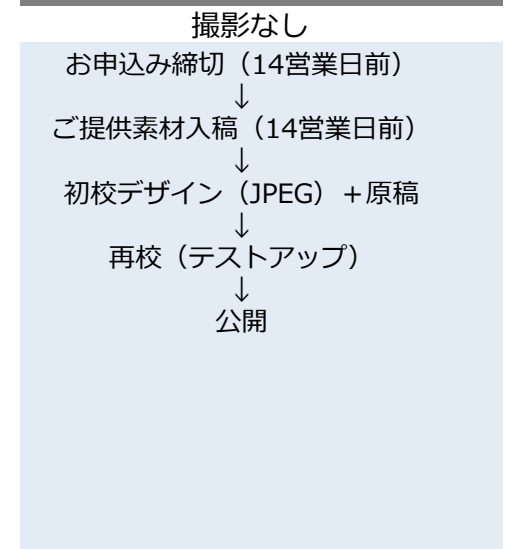 撮影なし
お申込み締切（14営業日前）
↓
ご提供素材入稿（14営業日前）
↓
初校デザイン（JPEG）＋原稿
↓
再校（テストアップ）
↓
公開